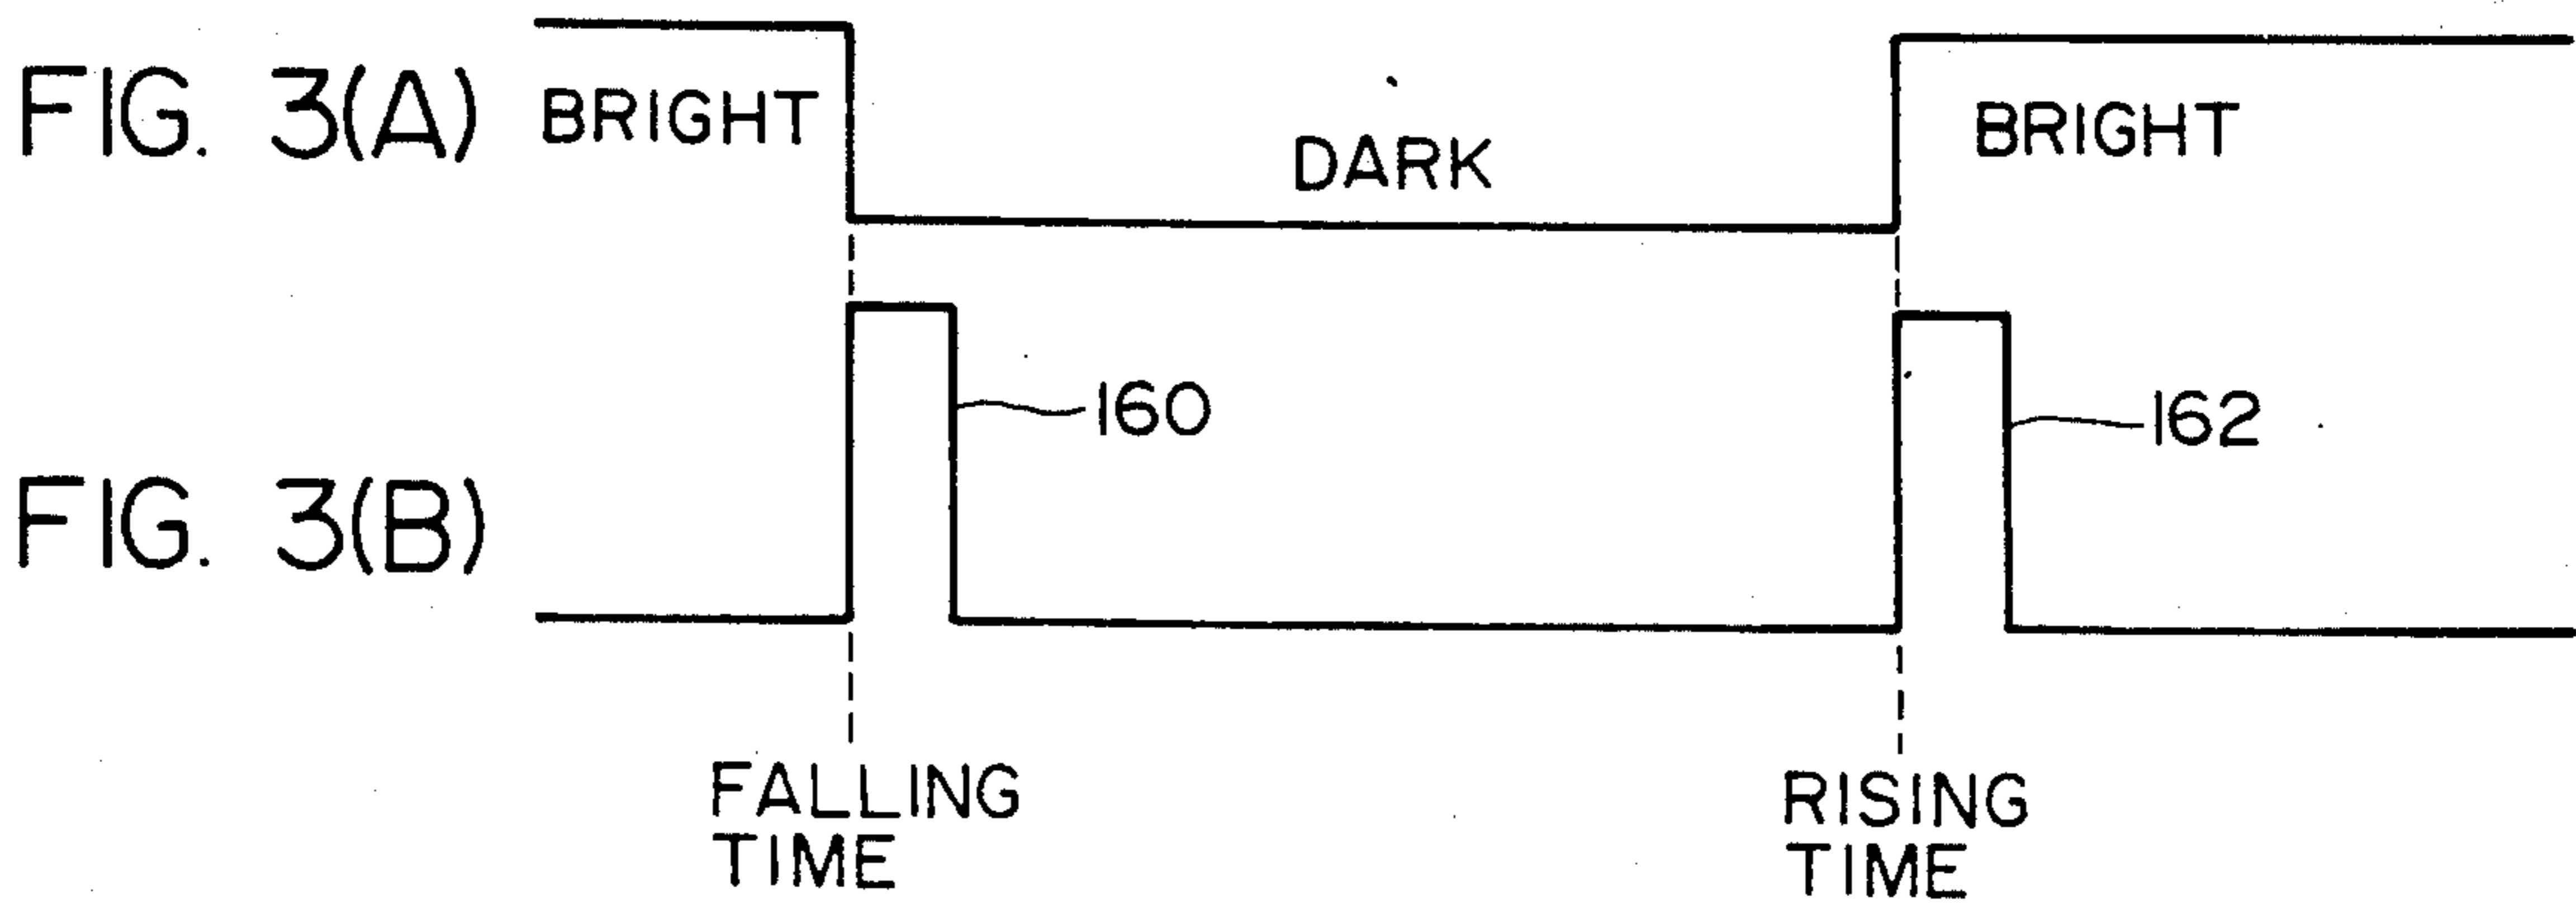 FIG. 3(A)
BRIGHT
DARK
BRIGHT
160
162
FIG. 3(B)
FALLING
TIME
RISING
TIME